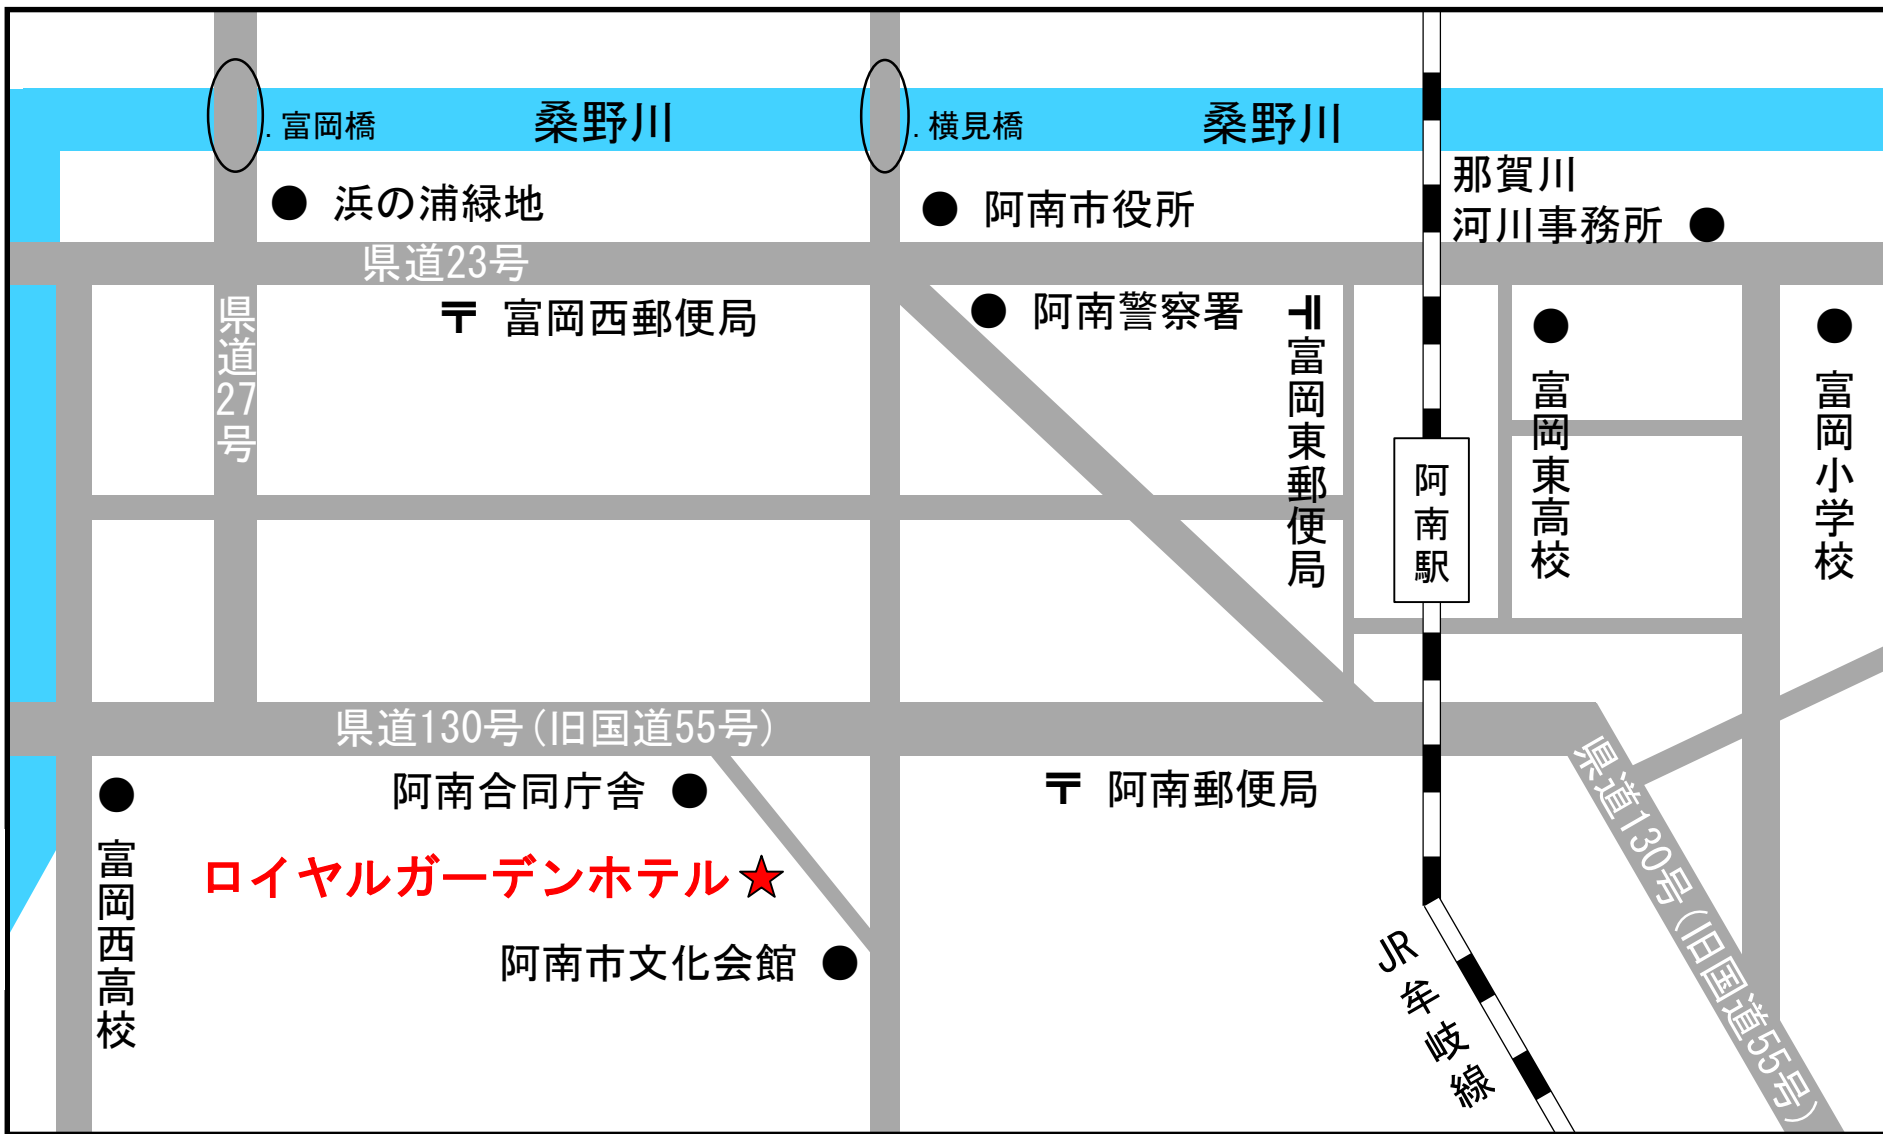 . 富岡橋
桑野川
. 横見橋
桑野川
浜の浦緑地
阿南市役所
那賀川
河川事務所
県道23号
県道27号
〒 富岡西郵便局
阿南警察署
〒富岡東郵便局
阿南駅
富岡東高校
富岡小学校
県道130号(旧国道55号)
阿南合同庁舎
〒 阿南郵便局
県道130号(旧国道55号)
富岡西高校
ロイヤルガーデンホテル★
阿南市文化会館
JR牟岐線